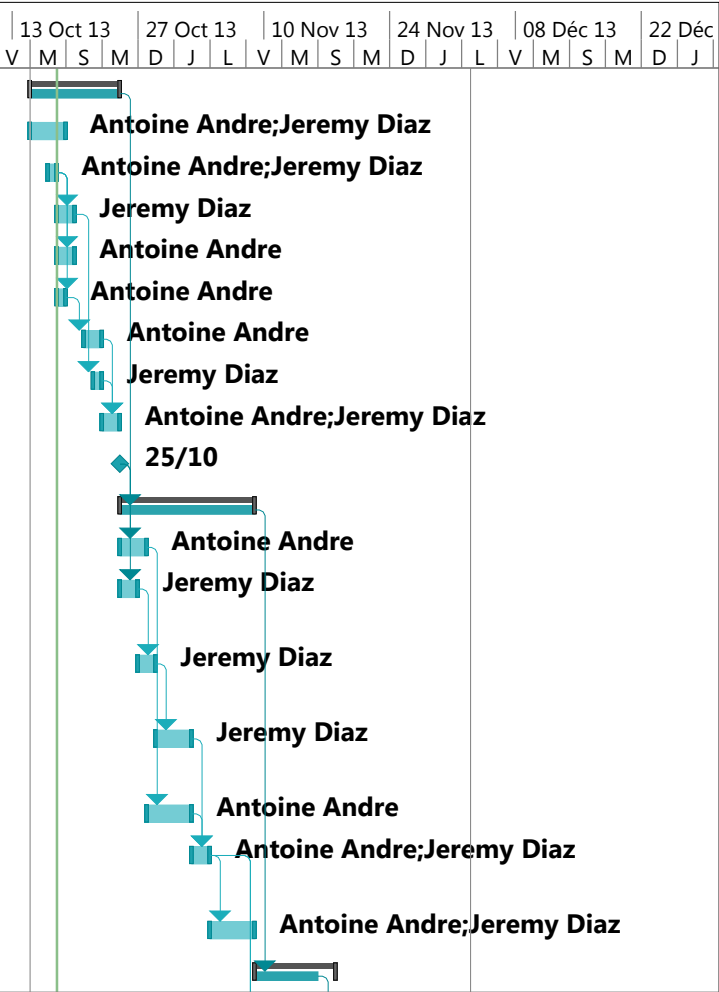 13 Oct 13 27 Oct 13 10 Nov 13 24 Nov 13 08 Déc 13 22 Déc
V M S M D J L V M S M D J L V M S M D J
Antoine Andre;Jeremy Diaz
Antoine Andre;Jeremy Diaz
Jeremy Diaz
Antoine Andre
Antoine Andre
Antoine Andre
Jeremy Diaz
Antoine Andre;Jeremy Diaz
25/10
Antoine Andre
Jeremy Diaz
Jeremy Diaz
Jeremy Diaz
Antoine Andre
Antoine Andre;Jeremy Diaz
Antoine Andre;Jeremy Diaz